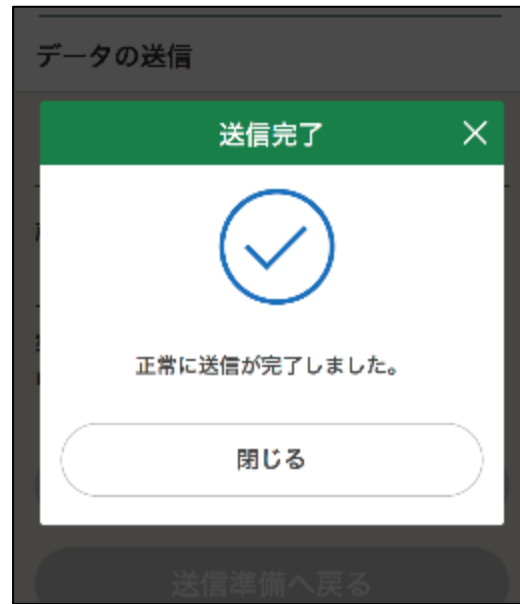 データの送信
送信完了
正常に送信が完了しました。
閉じる
送信準備へ戻る